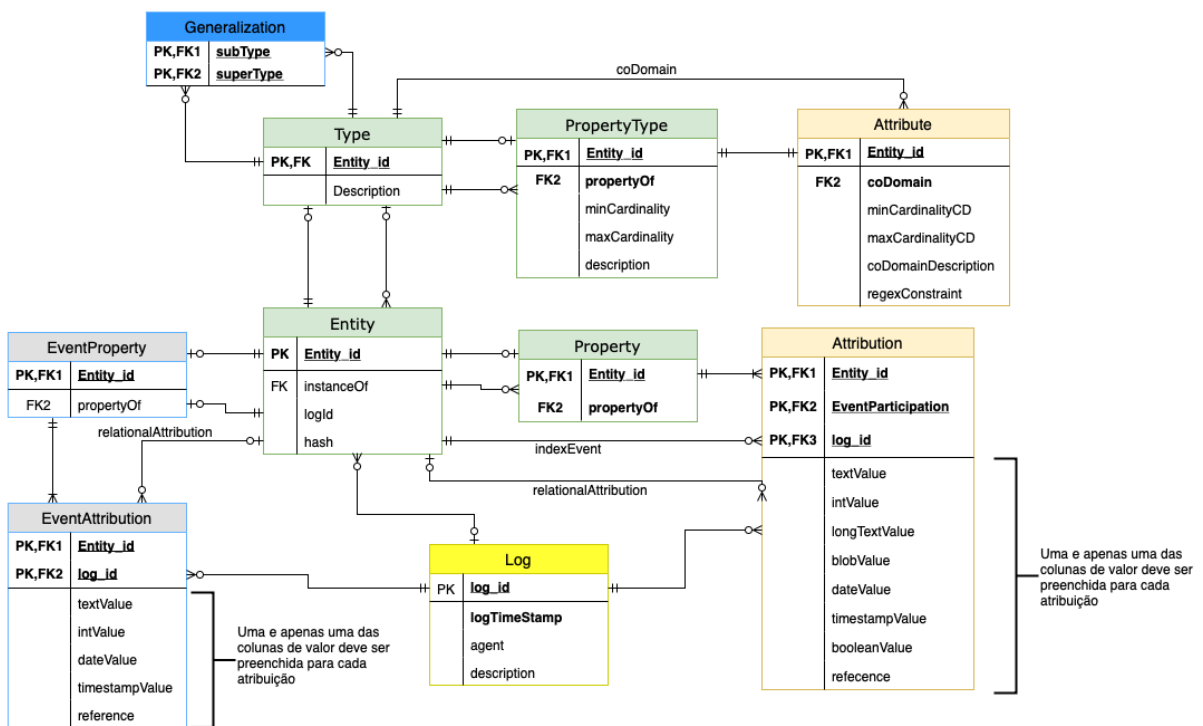 Generalization
PK,FK1 subType
PK,FK2 superType
coDomain
Type
PK,FK Entity_id
Description
PropertyType
PK,FK1 Entity_id
FK2 propertyOf
minCardinality
maxCardinality
description
Attribute
PK,FK1 Entity_id
FK2 coDomain
minCardinalityCD
maxCardinalityCD
coDomainDescription
regexConstraint
EventProperty
PK,FK1 Entity_id
FK2 propertyOf
Entity
PK Entity_id
FK instanceOf
logId
hash
Property
PK,FK1 Entity_id
FK2 propertyOf
Attribution
PK,FK1 Entity_id
PK,FK2 EventParticipation
PK,FK3 log_id
textValue
intValue
longTextValue
blobValue
dateValue
timestampValue
booleanValue
refecence
relationalAttribution
indexEvent
relationalAttribution
EventAttribution
PK,FK1 Entity_id
PK,FK2 log_id
textValue
intValue
dateValue
timestampValue
reference
Uma e apenas uma das
colunas de valor deve ser
preenchida para cada
atribuição
Log
PK log_id
logTimeStamp
agent
description
Uma e apenas uma das
colunas de valor deve ser
preenchida para cada
atribuição